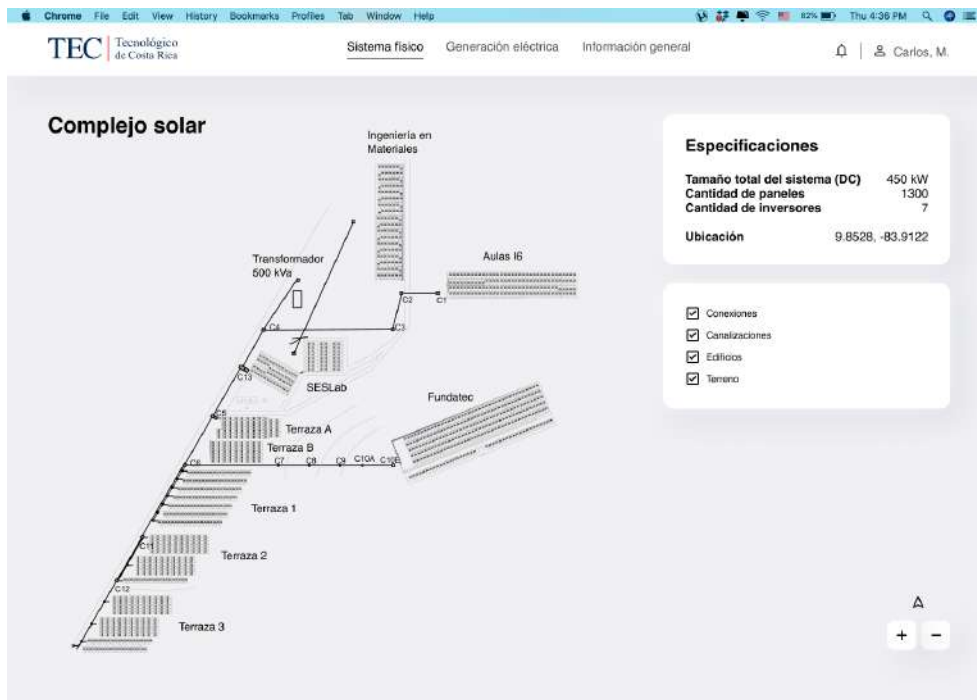 Chrome File Edit View History Bookmarks Profiles Tab Window Help
82% Thu 4:36 PM
TEC Tecnológico
de Costa Rica
Sistema físico Generación eléctrica Información general
Carlos, M.
Complejo solar
Ingeniería en
Materiales
Transformador
500 kVa
Aulas I6
C2
C1
C4
C3
C13
SESLab
Fundatec
C5
Terraza A
Terraza B
C6
C7
C8
C9
C10A
C10B
Terraza 1
C11
Terraza 2
C12
Terraza 3
Especificaciones
Tamaño total del sistema (DC) 450 kW
Cantidad de paneles 1300
Cantidad de inversores 7
Ubicación 9.8528, -83.9122
Conexiones
Canalizaciones
Edificios
Terreno
+ −